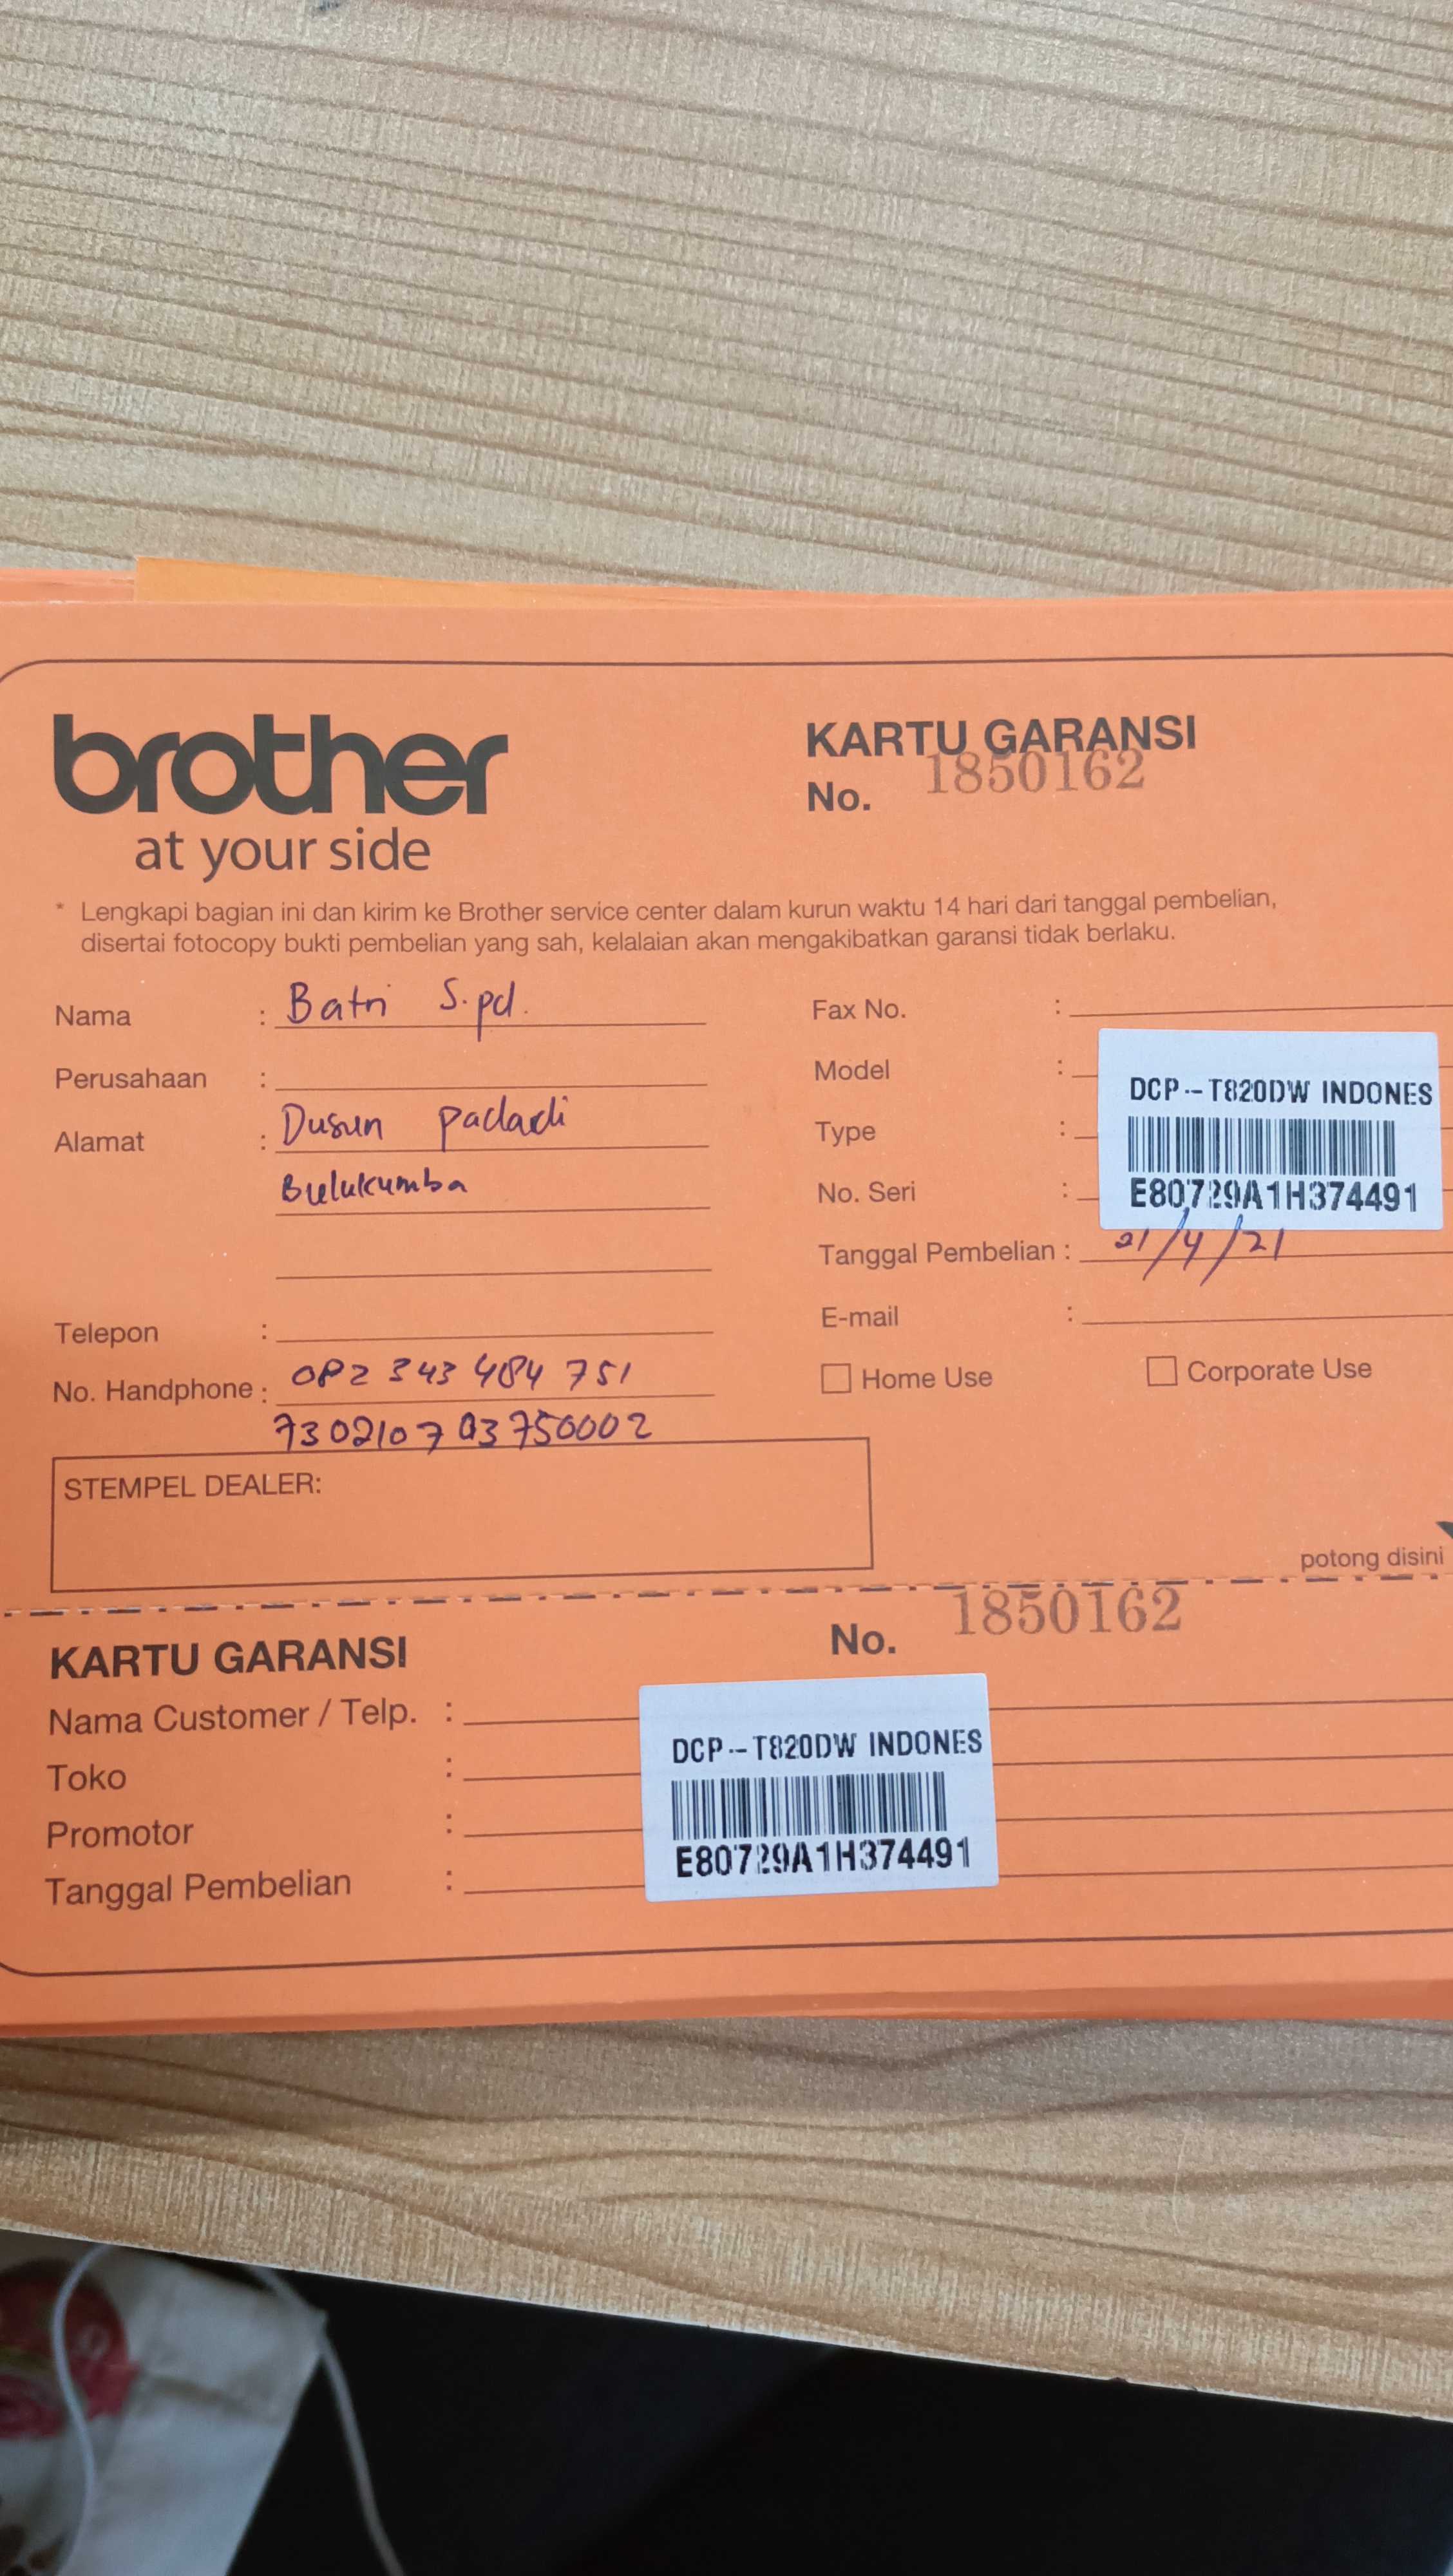 brother
at your side
KARTU GARANSI
No. 1850162
* Lengkapi bagian ini dan kirim ke Brother service center dalam kurun waktu 14 hari dari tanggal pembelian,
disertai fotocopy bukti pembelian yang sah, kelalaian akan mengakibatkan garansi tidak berlaku.
Nama : Batri S.pd.
Perusahaan :
Alamat : Dusun
Bulukumba
Telepon :
No. Handphone : 082 343 484 751
7302107
STEMPEL DEALER:
Fax No. :
Model :
Type :
No. Seri :
DCP-T820DW INDONES
E80729A1H374491
Tanggal Pembelian : 21/4/21
E-mail :
Home Use
Corporate Use
potong disini
KARTU GARANSI
No. 1850162
Nama Customer / Telp. :
Toko :
Promotor :
Tanggal Pembelian :
DCP-T820DW INDONES
E80729A1H374491